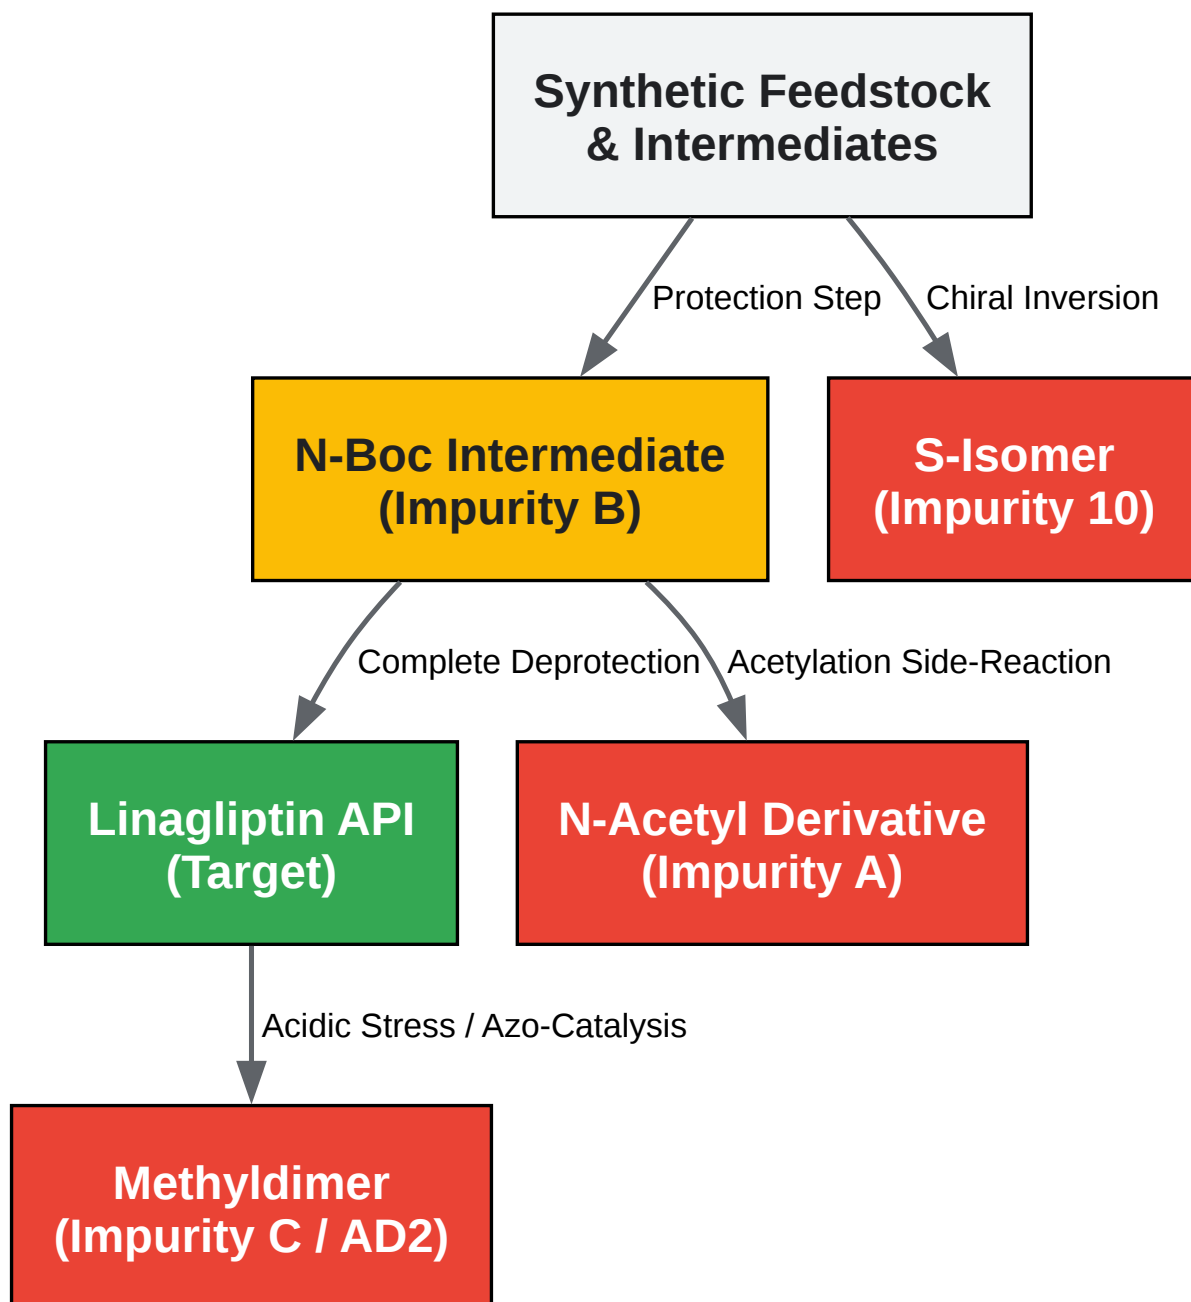 Synthetic Feedstock
& Intermediates
Protection Step
Chiral Inversion
N-Boc Intermediate
(Impurity B)
S-Isomer
(Impurity 10)
Complete Deprotection
Acetylation Side-Reaction
Linagliptin API
(Target)
N-Acetyl Derivative
(Impurity A)
Acidic Stress / Azo-Catalysis
Methyldimer
(Impurity C / AD2)